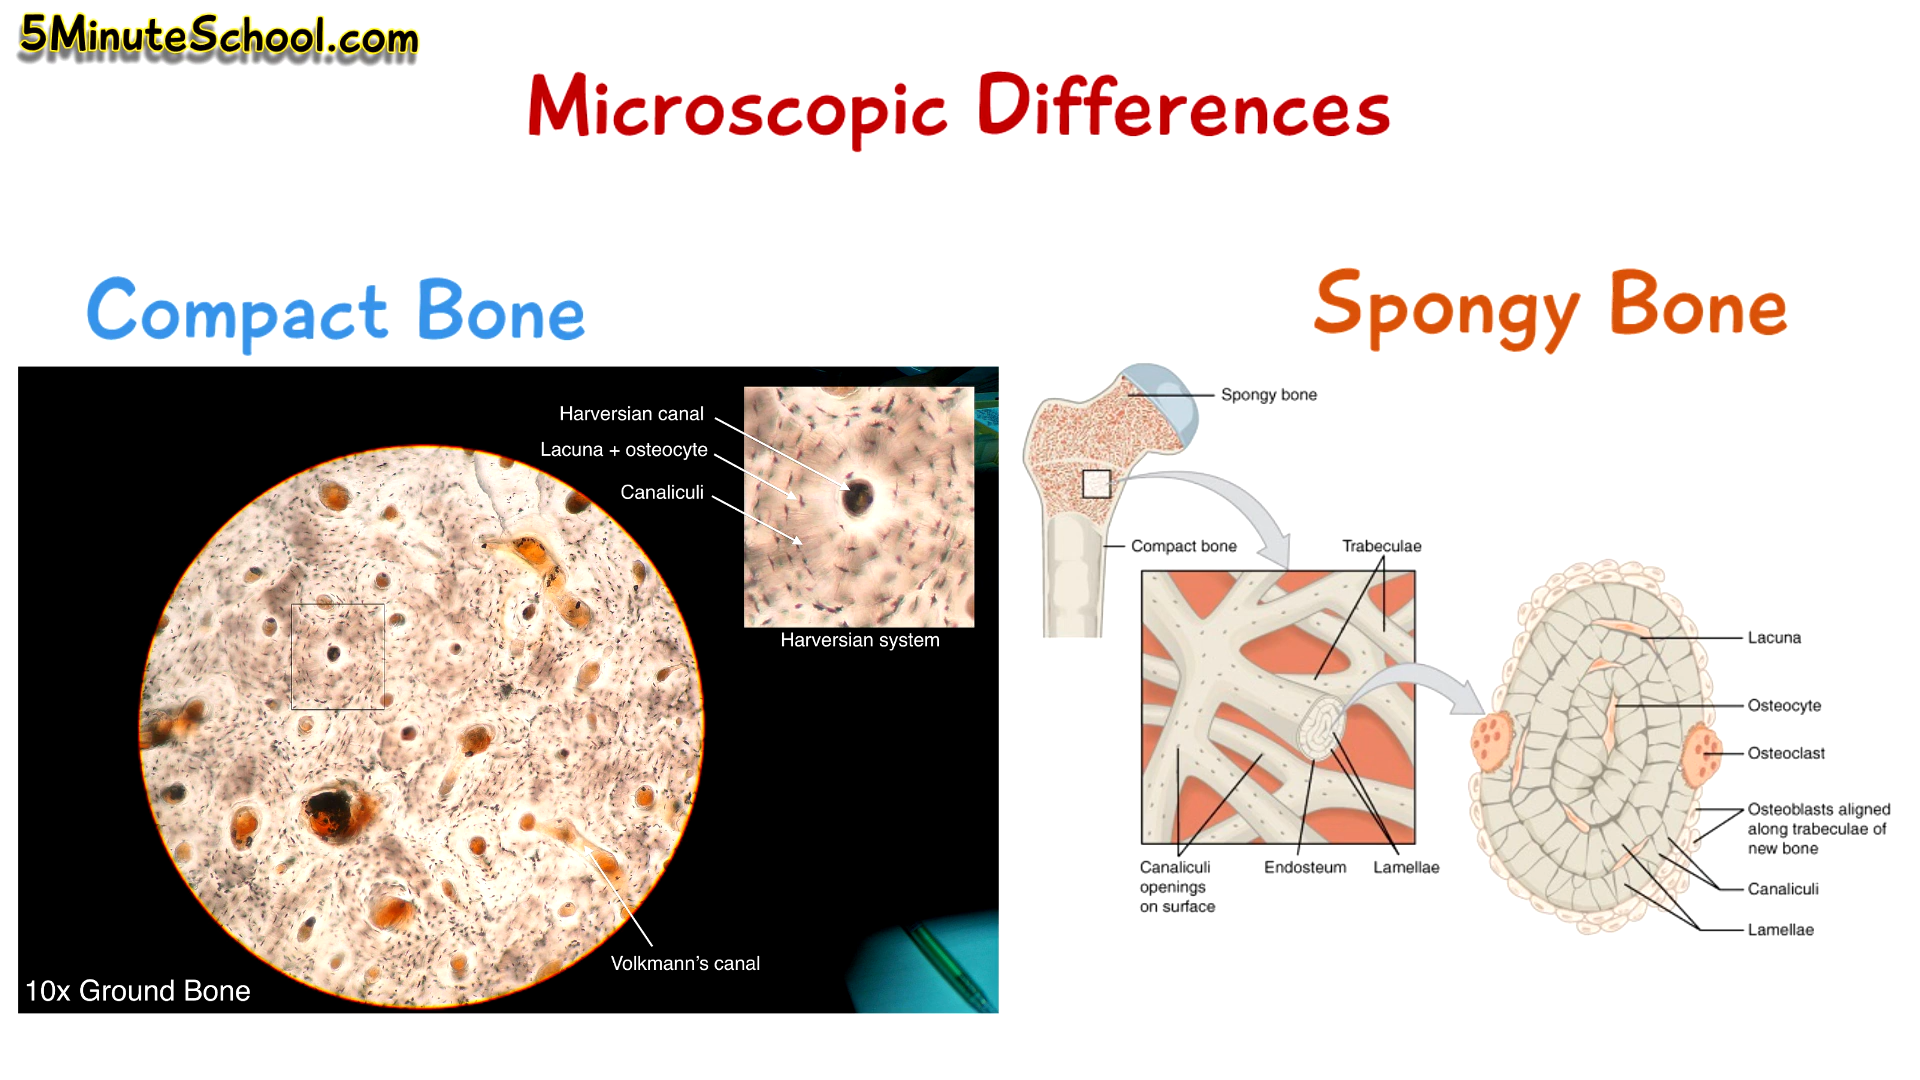 5MinuteSchool.com
Microscopic Differences
Compact Bone
Spongy Bone
Harversian canal
Lacuna + osteocyte
Canaliculi
Harversian system
Volkmann's canal
10x Ground Bone
Spongy bone
Compact bone
Trabeculae
Canaliculi
openings
on surface
Endosteum
Lamellae
Lacuna
Osteocyte
Osteoclast
Osteoblasts aligned
along trabeculae of
new bone
Canaliculi
Lamellae